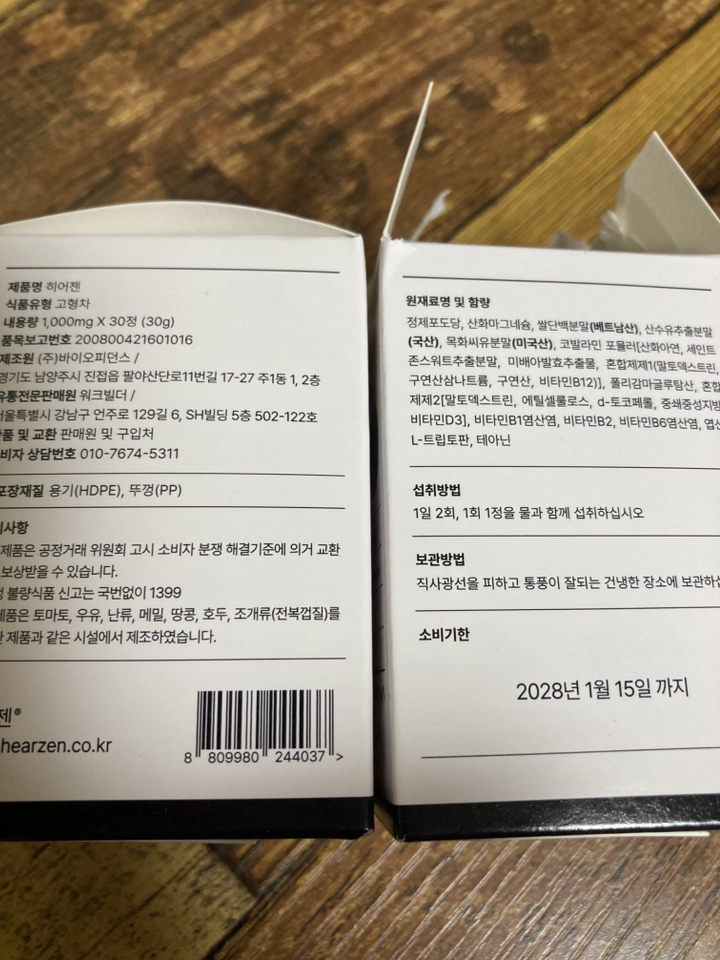 제품명 히어젠
식품유형 고형차
내용량 1,000mg X 30정 (30g)
품목보고번호 200800421601016
제조원 (주)바이오피던스 /
경기도 남양주시 진접읍 팔야산단로11번길 17-27 주1동 1, 2층
유통전문판매원 워크빌더 /
서울특별시 강남구 언주로 129길 6, SH빌딩 5층 502-122호
반품 및 교환 판매원 및 구입처
소비자 상담번호 010-7674-5311
포장재질 용기(HDPE), 뚜껑(PP)
사항
제품은 공정거래 위원회 고시 소비자 분쟁 해결기준에 의거 교환
보상받을 수 있습니다.
불량식품 신고는 국번없이 1399
제품은 토마토, 우유, 난류, 메밀, 땅콩, 호두, 조개류(전복껍질)를
제품과 같은 시설에서 제조하였습니다.
제®
hearzen.co.kr
8 809980 244037 >
원재료명 및 함량
정제포도당, 산화마그네슘, 쌀단백분말(베트남산), 산수유추출분말
(국산), 목화씨유분말(미국산), 코발라민 포뮬러[산화아연, 세인트
존스워트추출분말, 미배아발효추출물, 혼합제제1(말토덱스트린,
구연산삼나트륨, 구연산, 비타민B12)], 폴리감마글루탐산, 혼합
제제2[말토덱스트린, 에틸셀룰로스, d-토코페롤, 중쇄중성지방
비타민D3], 비타민B1염산염, 비타민B2, 비타민B6염산염, 엽산
L-트립토판, 테아닌
섭취방법
1일 2회, 1회 1정을 물과 함께 섭취하십시오
보관방법
직사광선을 피하고 통풍이 잘되는 건냉한 장소에 보관하십
소비기한
2028년 1월 15일 까지